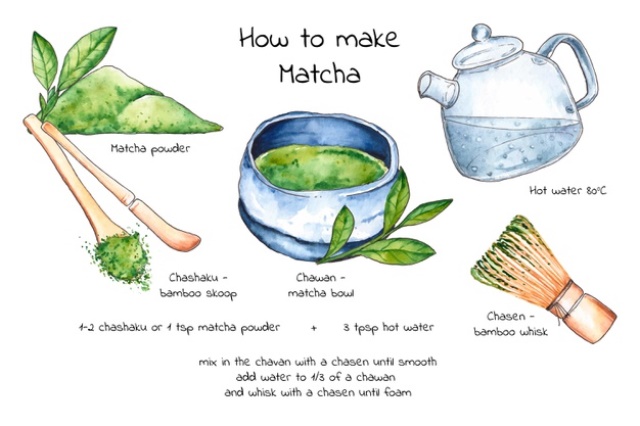 How to make
Matcha
Matcha powder
Hot water 80°C
Chashaku -
bamboo skoop
Chawan -
matcha bowl
Chasen -
bamboo whisk
1-2 chashaku or 1 tsp matcha powder + 3 tpsp hot water
mix in the chavan with a chasen until smooth
add water to 1/3 of a chawan
and whisk with a chasen until foam